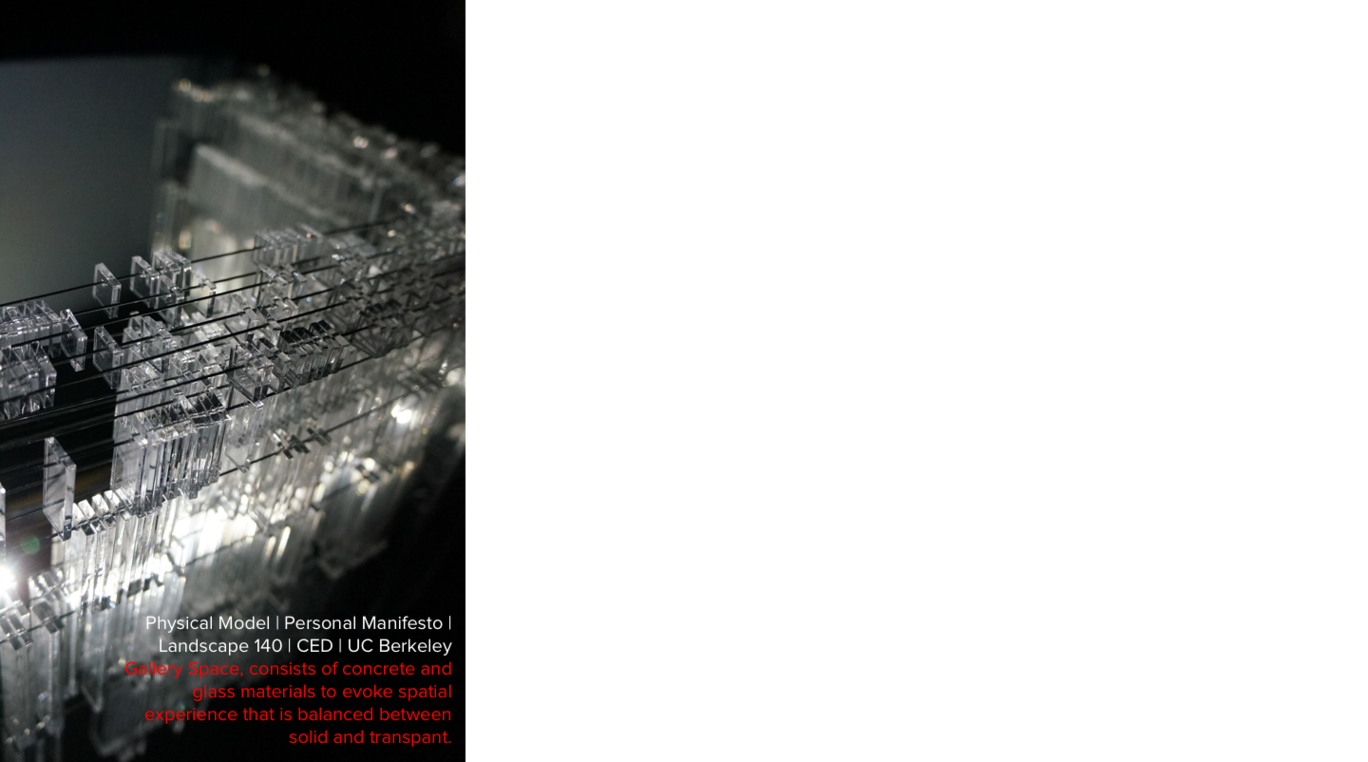 Physical Model | Personal Manifesto |
Landscape 140 | CED | UC Berkeley
Gallery Space, consists of concrete and
glass materials to evoke spatial
experience that is balanced between
solid and transpant.